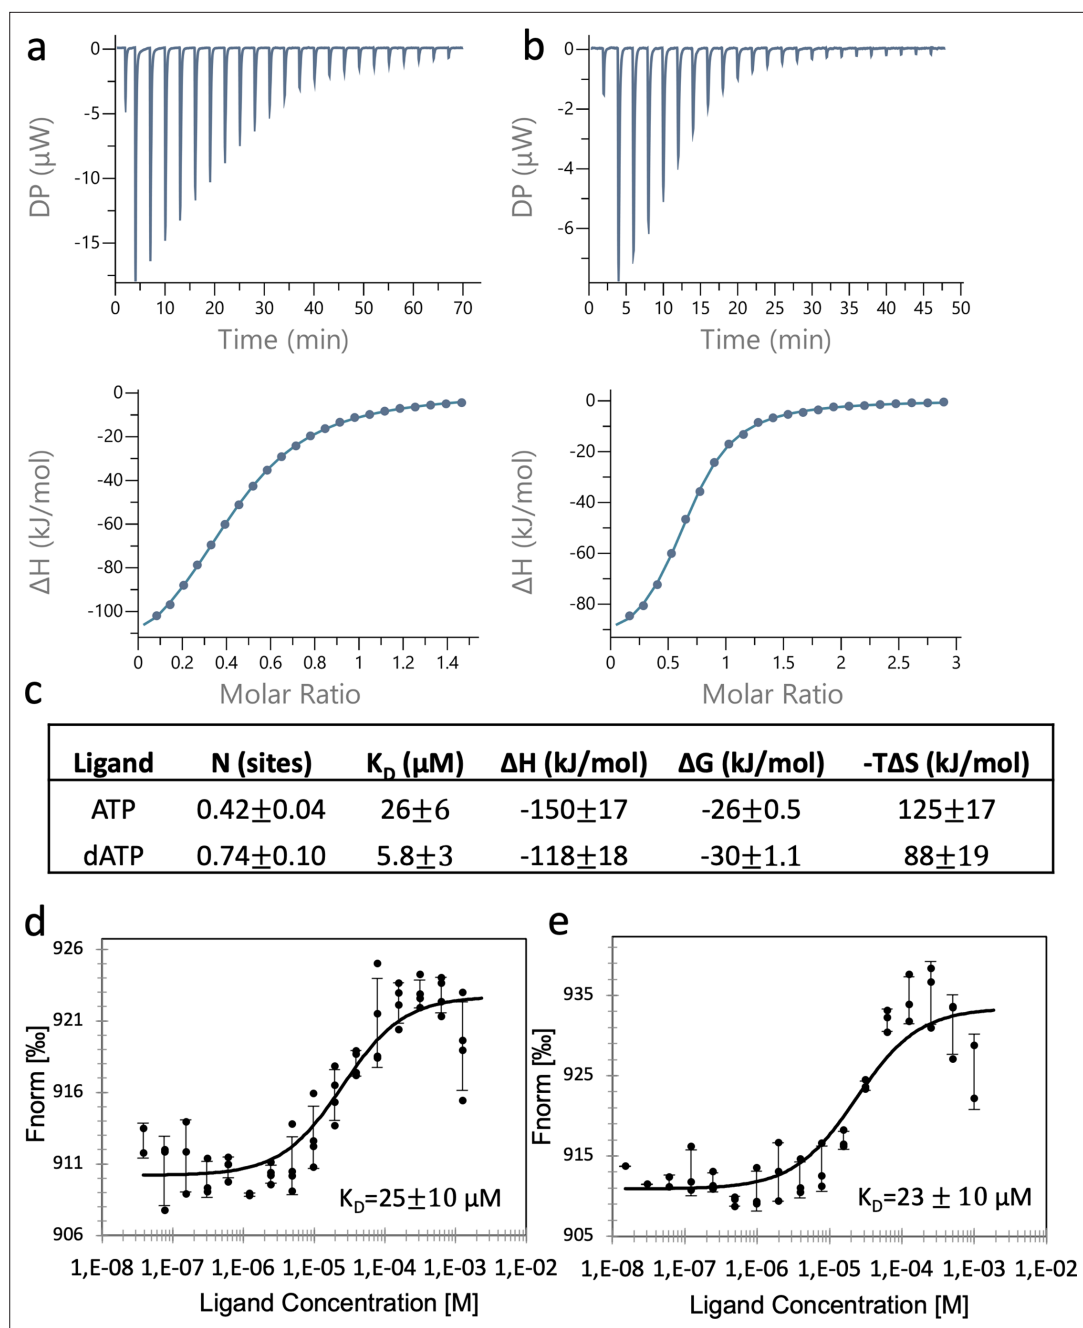 a
0
-5
-10
-15
DP (µW)
0 10 20 30 40 50 60 70
Time (min)
b
0
-2
-4
-6
DP (µW)
0 5 10 15 20 25 30 35 40 45 50
Time (min)
0
-20
-40
-60
-80
-100
ΔH (kJ/mol)
0 0.2 0.4 0.6 0.8 1 1.2 1.4
Molar Ratio
0
-20
-40
-60
-80
ΔH (kJ/mol)
0 0.5 1 1.5 2 2.5 3
Molar Ratio
c
Ligand N (sites) KD (µM) ΔH (kJ/mol) ΔG (kJ/mol) -TΔS (kJ/mol)
ATP 0.42±0.04 26±6 -150±17 -26±0.5 125±17
dATP 0.74±0.10 5.8±3 -118±18 -30±1.1 88±19
d
926
921
916
911
906
Fnorm [‰]
KD=25±10 µM
1,E-08 1,E-07 1,E-06 1,E-05 1,E-04 1,E-03 1,E-02
Ligand Concentration [M]
e
935
925
915
905
Fnorm [‰]
KD=23 ± 10 µM
1,E-08 1,E-07 1,E-06 1,E-05 1,E-04 1,E-03 1,E-02
Ligand Concentration [M]